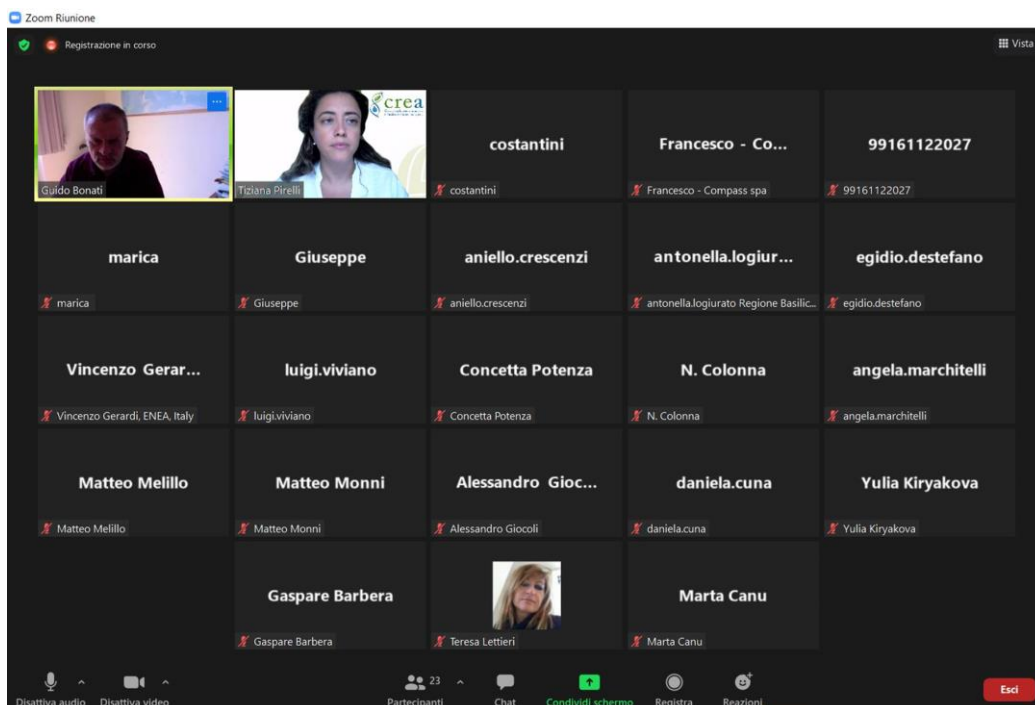 Zoom Riunione
Registrazione in corso
Vista
crea
Guido Bonati
Tiziana Pirelli
costantini
costantini
Francesco - Co...
Francesco - Compass spa
99161122027
99161122027
marica
marica
Giuseppe
Giuseppe
aniello.crescenzi
aniello.crescenzi
antonella.logiur...
antonella.logiurato Regione Basilic...
egidio.destefano
egidio.destefano
Vincenzo Gerar...
Vincenzo Gerardi, ENEA, Italy
luigi.viviano
luigi.viviano
Concetta Potenza
Concetta Potenza
N. Colonna
N. Colonna
angela.marchitelli
angela.marchitelli
Matteo Melillo
Matteo Melillo
Matteo Monni
Matteo Monni
Alessandro Gioc...
Alessandro Giocoli
daniela.cuna
daniela.cuna
Yulia Kiryakova
Yulia Kiryakova
Gaspare Barbera
Gaspare Barbera
Teresa Lettieri
Marta Canu
Marta Canu
Disattiva audio
Disattiva video
23
Partecipanti
Chat
Condividi schermo
Registra
Reazioni
Esci